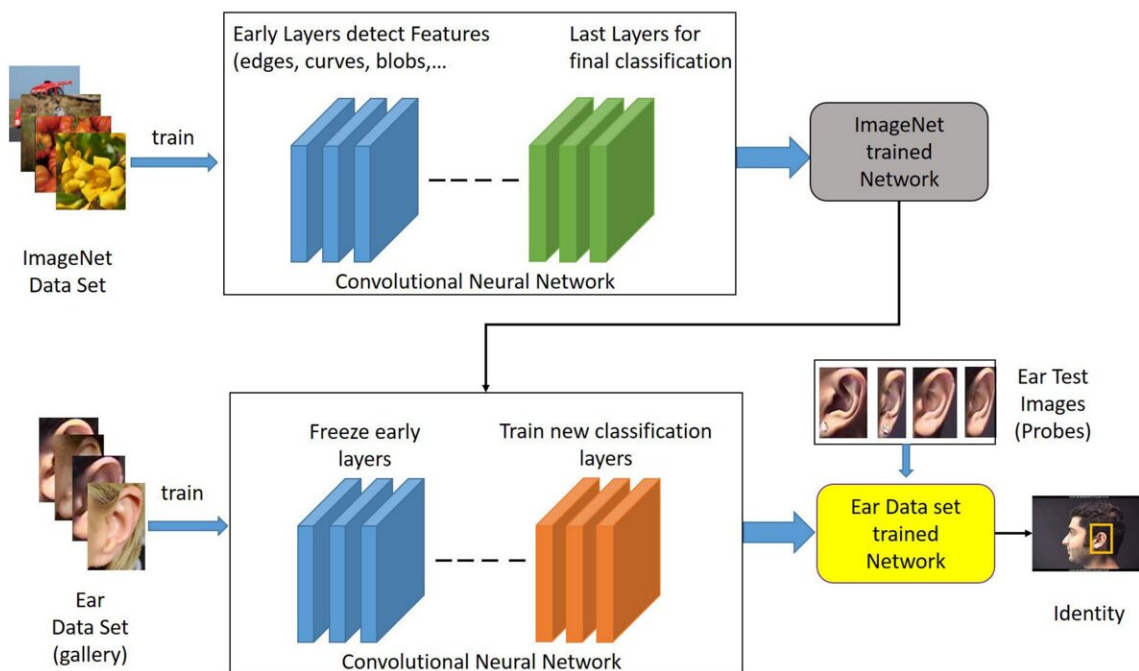 Early Layers detect Features
(edges, curves, blobs,...
Last Layers for
final classification
train
ImageNet
Data Set
Convolutional Neural Network
ImageNet
trained
Network
Ear Test
Images
(Probes)
Freeze early
layers
Train new classification
layers
train
Ear
Data Set
(gallery)
Convolutional Neural Network
Ear Data set
trained
Network
Identity